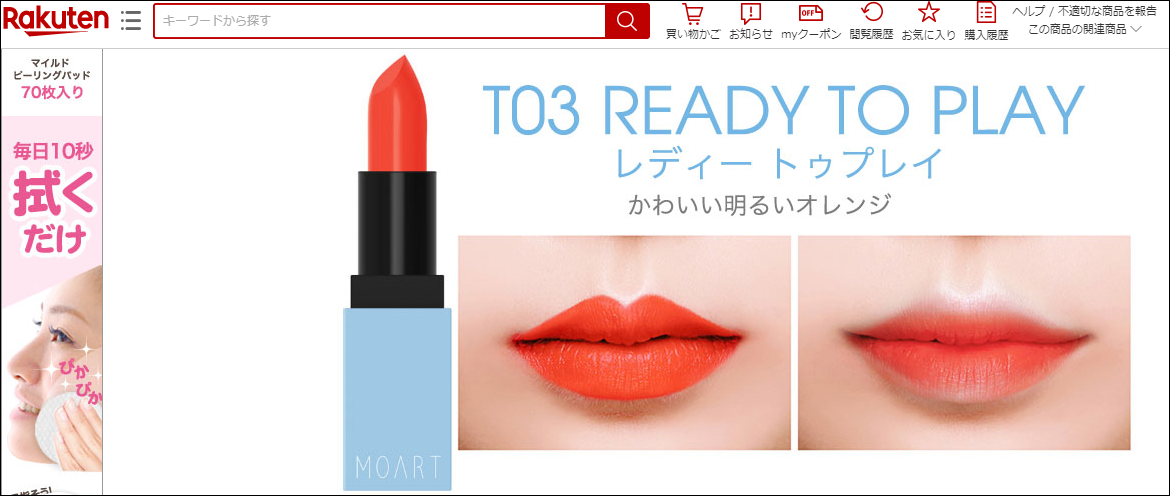 Rakuten
キーワードから探す
買い物かご
お知らせ
OFF
myクーポン
閲覧履歴
お気に入り
購入履歴
ヘルプ / 不適切な商品を報告
この商品の関連商品
マイルド
ピーリングパッド
70枚入り
毎日10秒
拭く
だけ
ぴか
ぴか
T03 READY TO PLAY
レディー トゥプレイ
かわいい明るいオレンジ
MOART